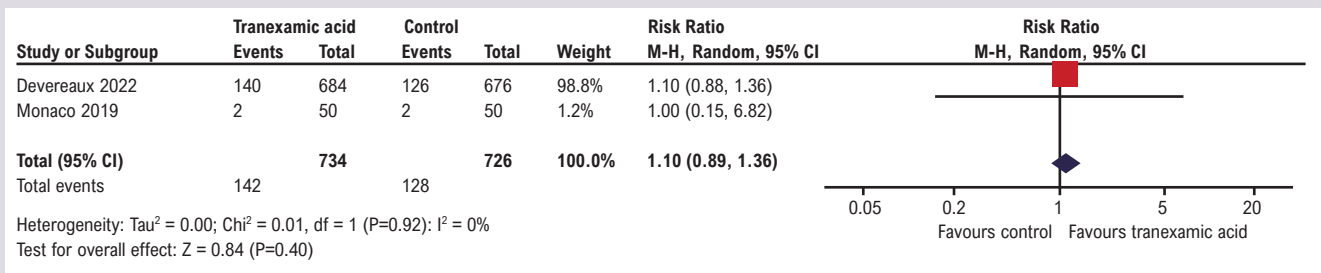 Tranexamic acid Control Risk Ratio Risk Ratio
Study or Subgroup Events Total Events Total Weight M-H, Random, 95% CI M-H, Random, 95% CI
Devereaux 2022 140 684 126 676 98.8% 1.10 (0.88, 1.36)
Monaco 2019 2 50 2 50 1.2% 1.00 (0.15, 6.82)
Total (95% CI) 734 726 100.0% 1.10 (0.89, 1.36)
Total events 142 128
Heterogeneity: Tau² = 0.00; Chi² = 0.01, df = 1 (P=0.92): I² = 0%
Test for overall effect: Z = 0.84 (P=0.40)
0.05 0.2 1 5 20
Favours control Favours tranexamic acid